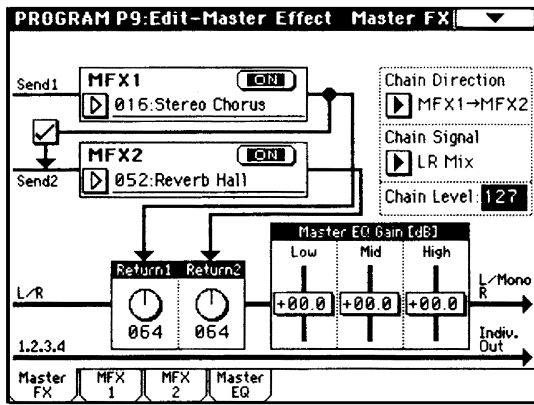 PROGRAM P9:Edit-Master Effect Master FX
Send1
MFX1 ON
016:Stereo Chorus
Chain Direction
MFX1→MFX2
Chain Signal
LR Mix
Chain Level: 127
MFX2 ON
052:Reverb Hall
Send2
Master EQ Gain [dB]
Low Mid High
Return1 Return2
L/R
064 064
+00.0 +00.0 +00.0
L/Mono
R
1.2.3.4
Indiv.
Out
Master FX
MFX 1
MFX 2
Master EQ